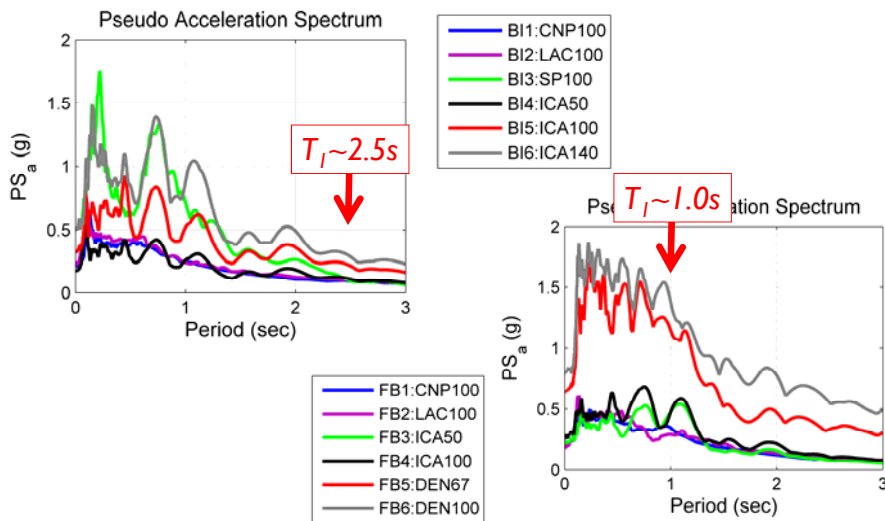 Pseudo Acceleration Spectrum
2
1.5
1
0.5
0
PSa (g)
0 1 2 3
Period (sec)
T1~2.5s
BI1:CNP100
BI2:LAC100
BI3:SP100
BI4:ICA50
BI5:ICA100
BI6:ICA140
T1~1.0s
Pse ation Spectrum
2
1.5
1
0.5
0
PSa (g)
0 1 2 3
Period (sec)
FB1:CNP100
FB2:LAC100
FB3:ICA50
FB4:ICA100
FB5:DEN67
FB6:DEN100